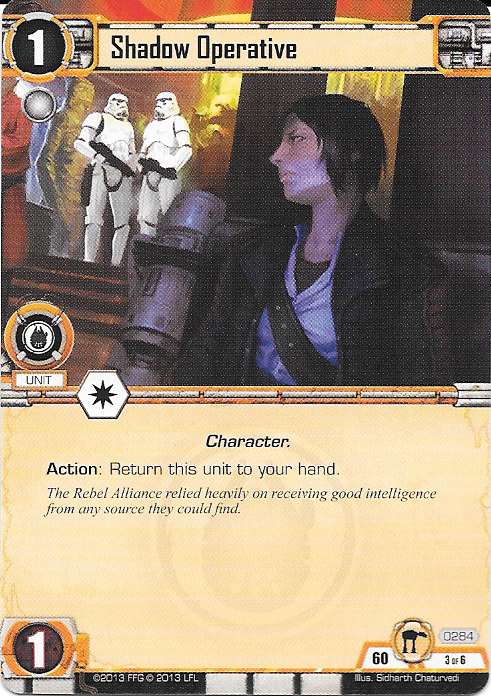 1 Shadow Operative
UNIT
Character.
Action: Return this unit to your hand.
The Rebel Alliance relied heavily on receiving good intelligence
from any source they could find.
1
60
0284
3 OF 6
©2013 FFG © 2013 LFL
Illus. Sidharth Chaturvedi